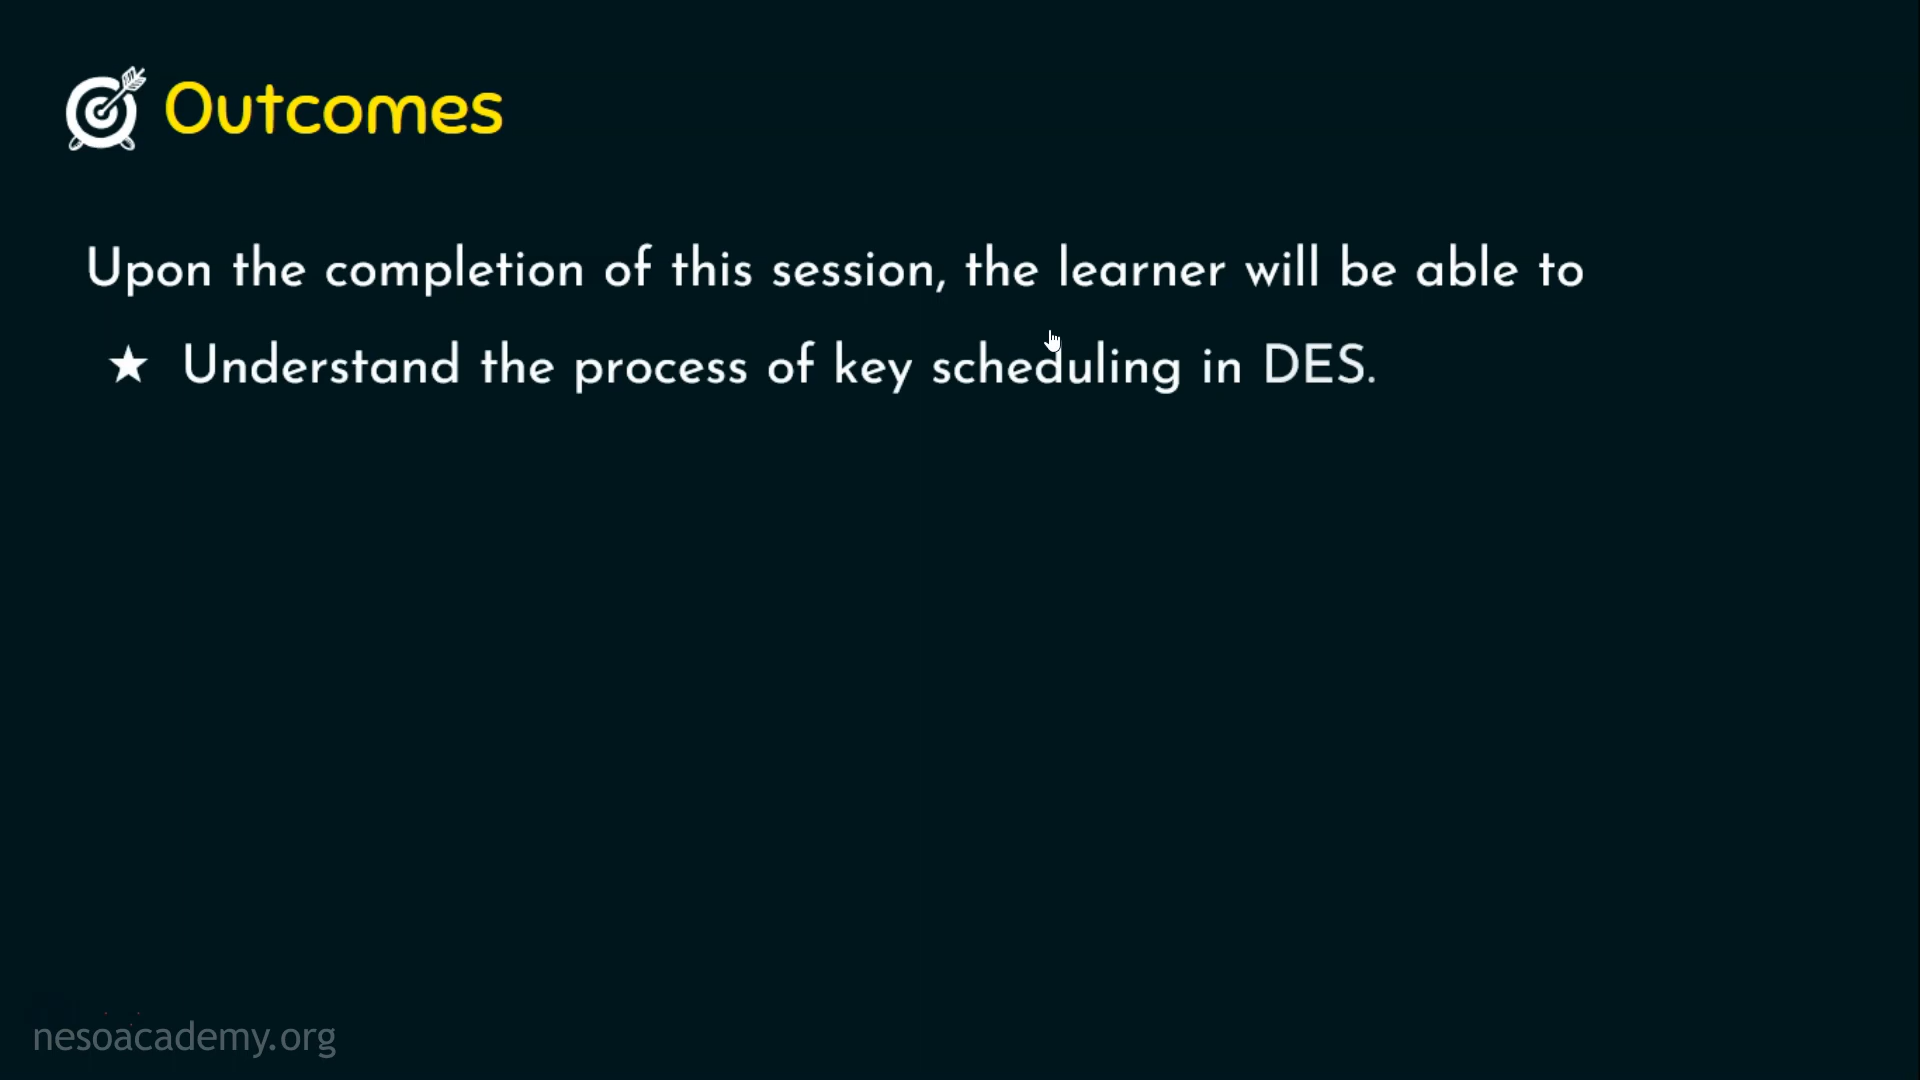 Outcomes
Upon the completion of this session, the learner will be able to
★ Understand the process of key scheduling in DES.
nesoacademy.org